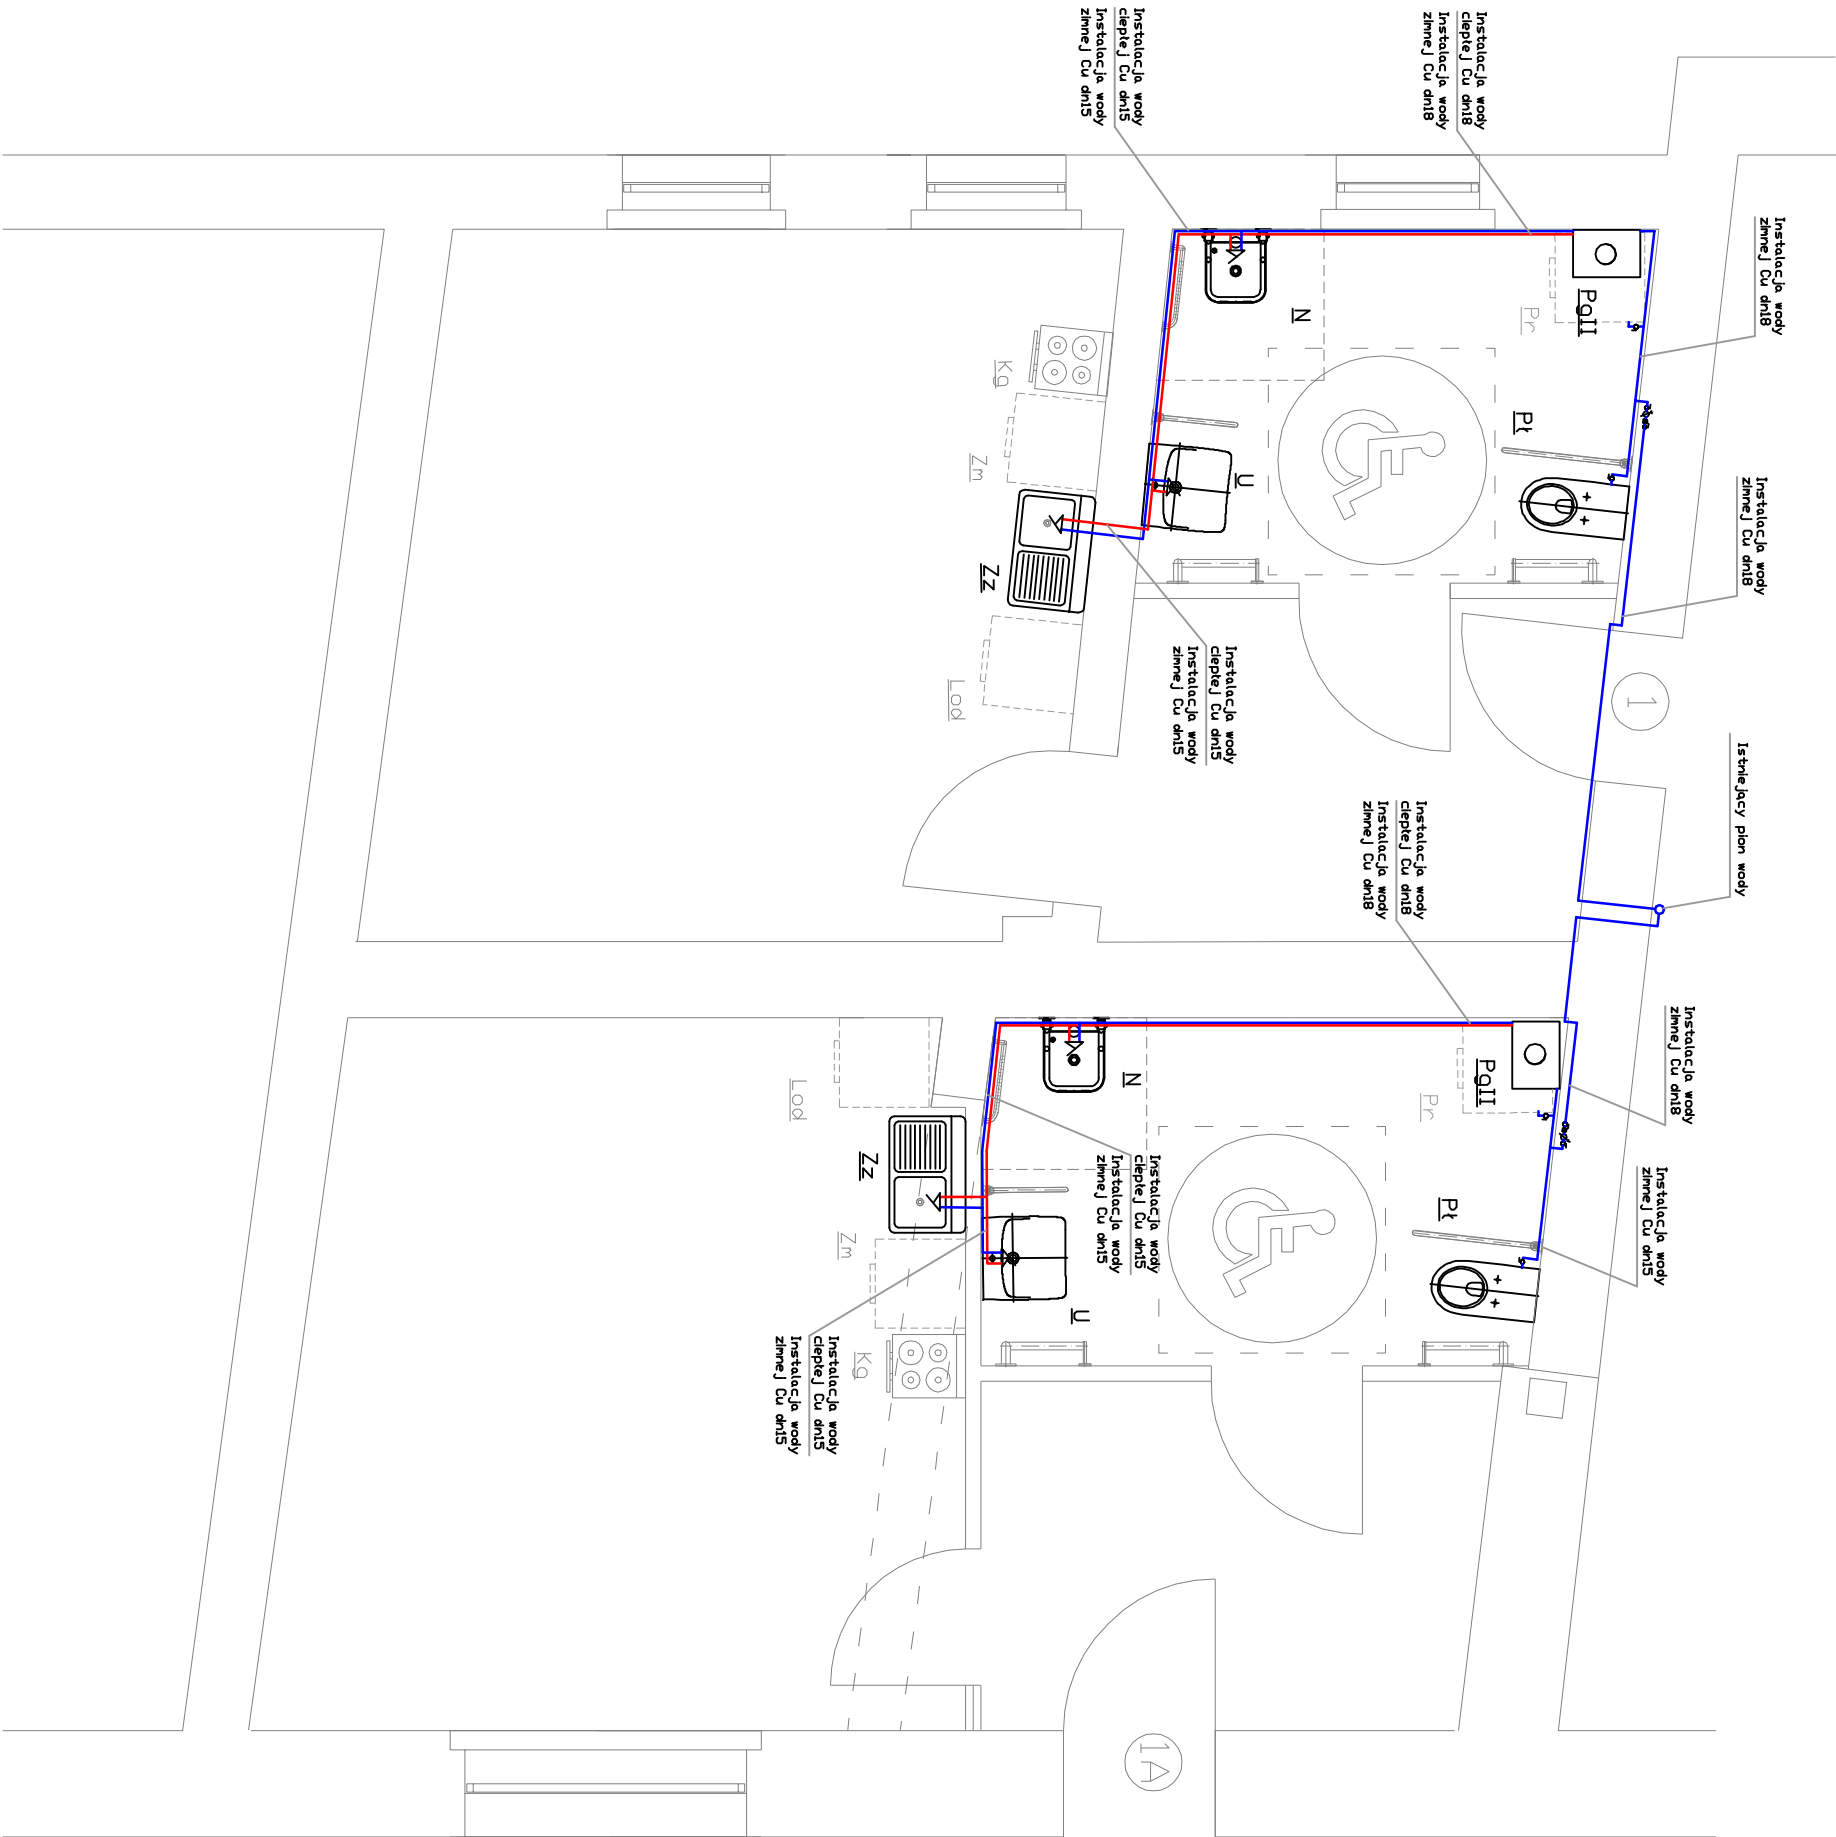 Instalacja wody
zimnej Cu dn18
Instalacja wody
zimnej Cu dn18
Istniejący pion wody
Instalacja wody
zimnej Cu dn18
Instalacja wody
zimnej Cu dn15
Instalacja wody
ciepłej Cu dn18
Instalacja wody
zimnej Cu dn18
Instalacja wody
ciepłej Cu dn15
Instalacja wody
zimnej Cu dn15
Instalacja wody
ciepłej Cu dn15
Instalacja wody
zimnej Cu dn15
Instalacja wody
ciepłej Cu dn18
Instalacja wody
zimnej Cu dn18
Instalacja wody
ciepłej Cu dn15
Instalacja wody
zimnej Cu dn15
Instalacja wody
ciepłej Cu dn15
Instalacja wody
zimnej Cu dn15
PgII
Pr
Pł
N
U
Kg
Zm
Zz
Lod
1
PgII
Pr
Pł
N
U
Lod
Zz
Zm
Kg
1A